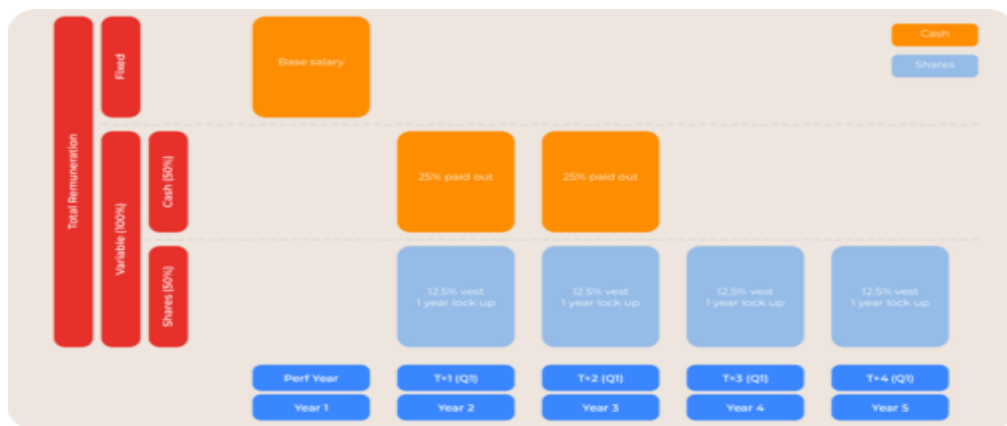 Total Remuneration
Fixed
Variable (100%)
Cash (50%)
Shares (50%)
Base salary
Cash
Shares
25% paid out
25% paid out
12.5% vest
1 year lock up
12.5% vest
1 year lock up
12.5% vest
1 year lock up
12.5% vest
1 year lock up
Perf Year
T+1 (Q1)
T+2 (Q1)
T+3 (Q1)
T+4 (Q1)
Year 1
Year 2
Year 3
Year 4
Year 5